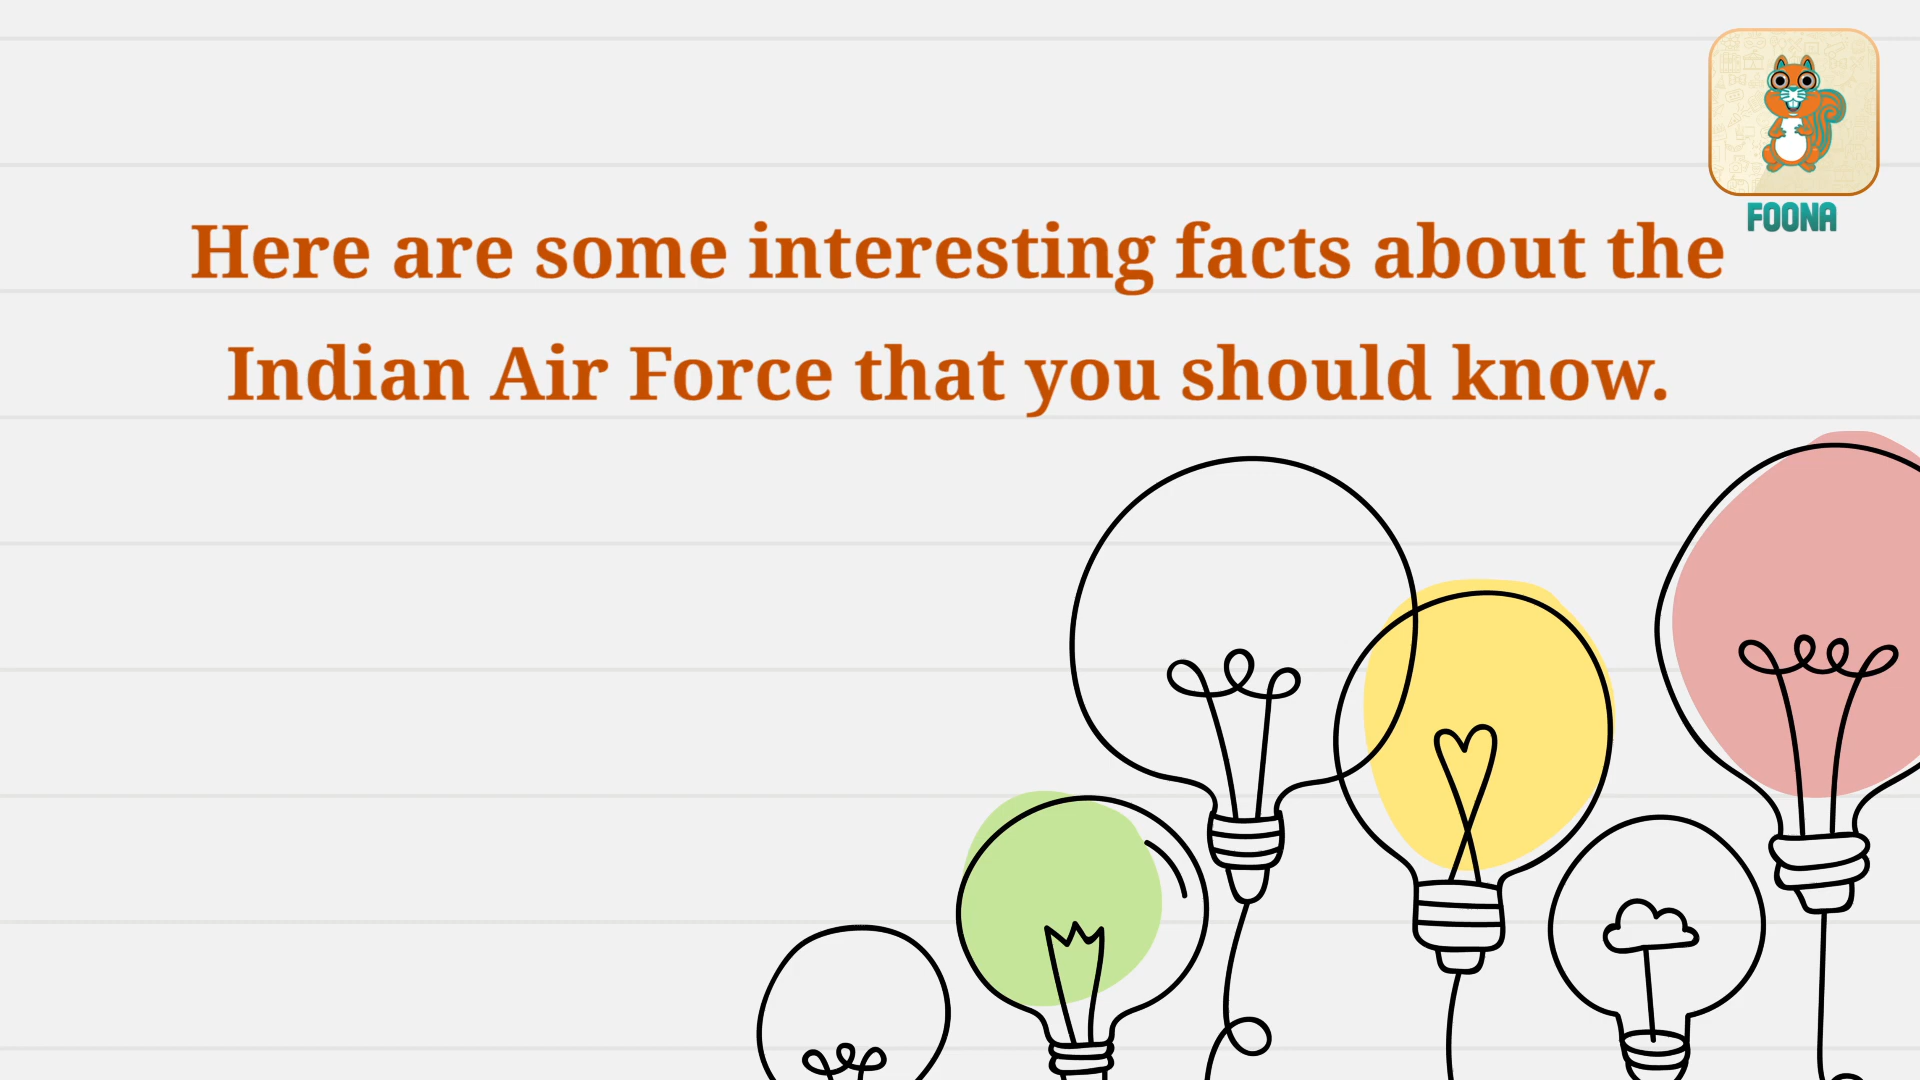 FOONA
Here are some interesting facts about the
Indian Air Force that you should know.